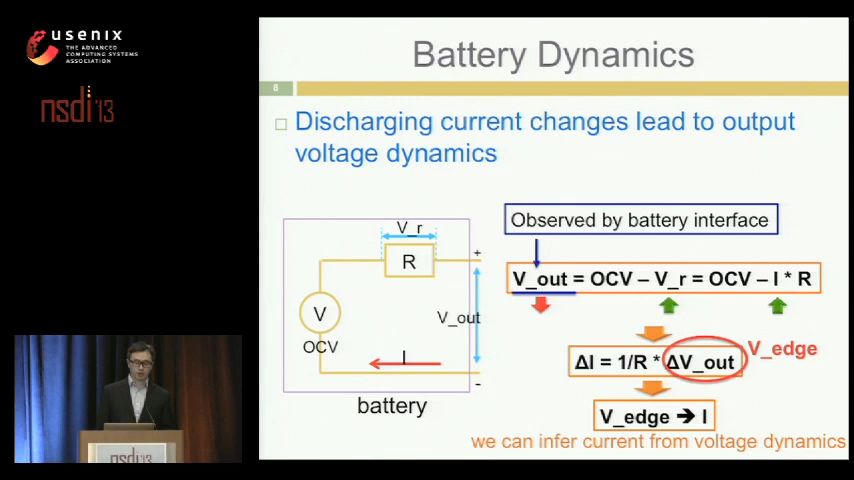 usenix
THE ADVANCED
COMPUTING SYSTEMS
ASSOCIATION
nsdi '13
Battery Dynamics
8
Discharging current changes lead to output
voltage dynamics
V_r
R
+
V
OCV
V_out
I
-
battery
Observed by battery interface
V_out = OCV – V_r = OCV – I * R
ΔI = 1/R * ΔV_out
V_edge
V_edge → I
we can infer current from voltage dynamics
nsdi '13